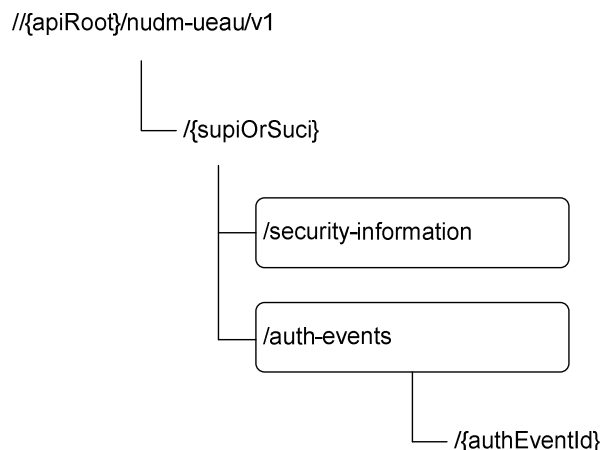 //{apiRoot}/nudm-ueau/v1
/{supiOrSuci}
/security-information
/auth-events
/{authEventId}